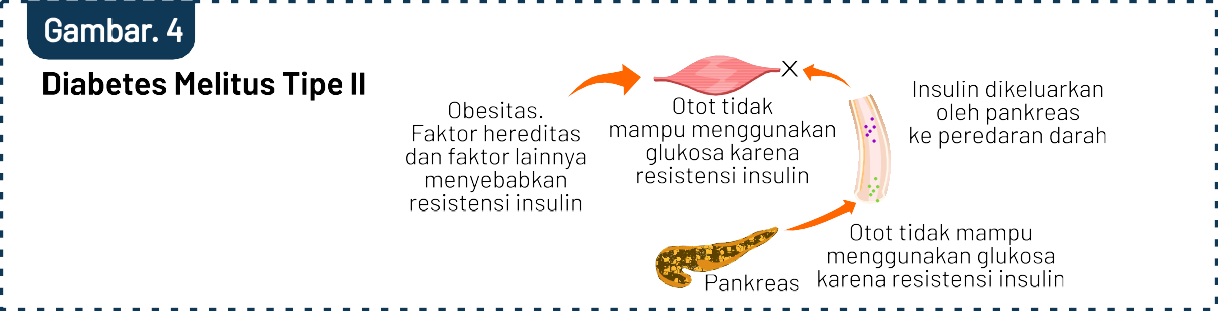 Gambar. 4
Diabetes Melitus Tipe II
Obesitas.
Faktor hereditas
dan faktor lainnya
menyebabkan
resistensi insulin
X
Otot tidak
mampu menggunakan
glukosa karena
resistensi insulin
Insulin dikeluarkan
oleh pankreas
ke peredaran darah
Pankreas
Otot tidak mampu
menggunakan glukosa
karena resistensi insulin